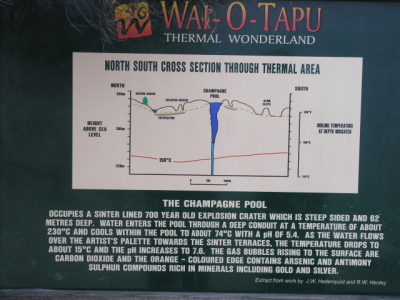 WAI-O-TAPU
THERMAL WONDERLAND
NORTH SOUTH CROSS SECTION THROUGH THERMAL AREA
NORTH
SOUTH
CHAMPAGNE
POOL
HEIGHT
ABOVE SEA
LEVEL
BOILING TEMPERATURE
AT DEPTH INDICATED
150°C
THE CHAMPAGNE POOL
OCCUPIES A SINTER LINED 700 YEAR OLD EXPLOSION CRATER WHICH IS STEEP SIDED AND 62
METRES DEEP. WATER ENTERS THE POOL THROUGH A DEEP CONDUIT AT A TEMPERATURE OF ABOUT
230°C AND COOLS WITHIN THE POOL TO ABOUT 74°C WITH A pH OF 5.4. AS THE WATER FLOWS
OVER THE ARTIST'S PALETTE TOWARDS THE SINTER TERRACES, THE TEMPERATURE DROPS TO
ABOUT 15°C AND THE pH INCREASES TO 7.6. THE GAS BUBBLES RISING TO THE SURFACE ARE
CARBON DIOXIDE AND THE ORANGE - COLOURED EDGE CONTAINS ARSENIC AND ANTIMONY
SULPHUR COMPOUNDS RICH IN MINERALS INCLUDING GOLD AND SILVER.
Extract from work by J.W. Hedenquist and R.W. Henley